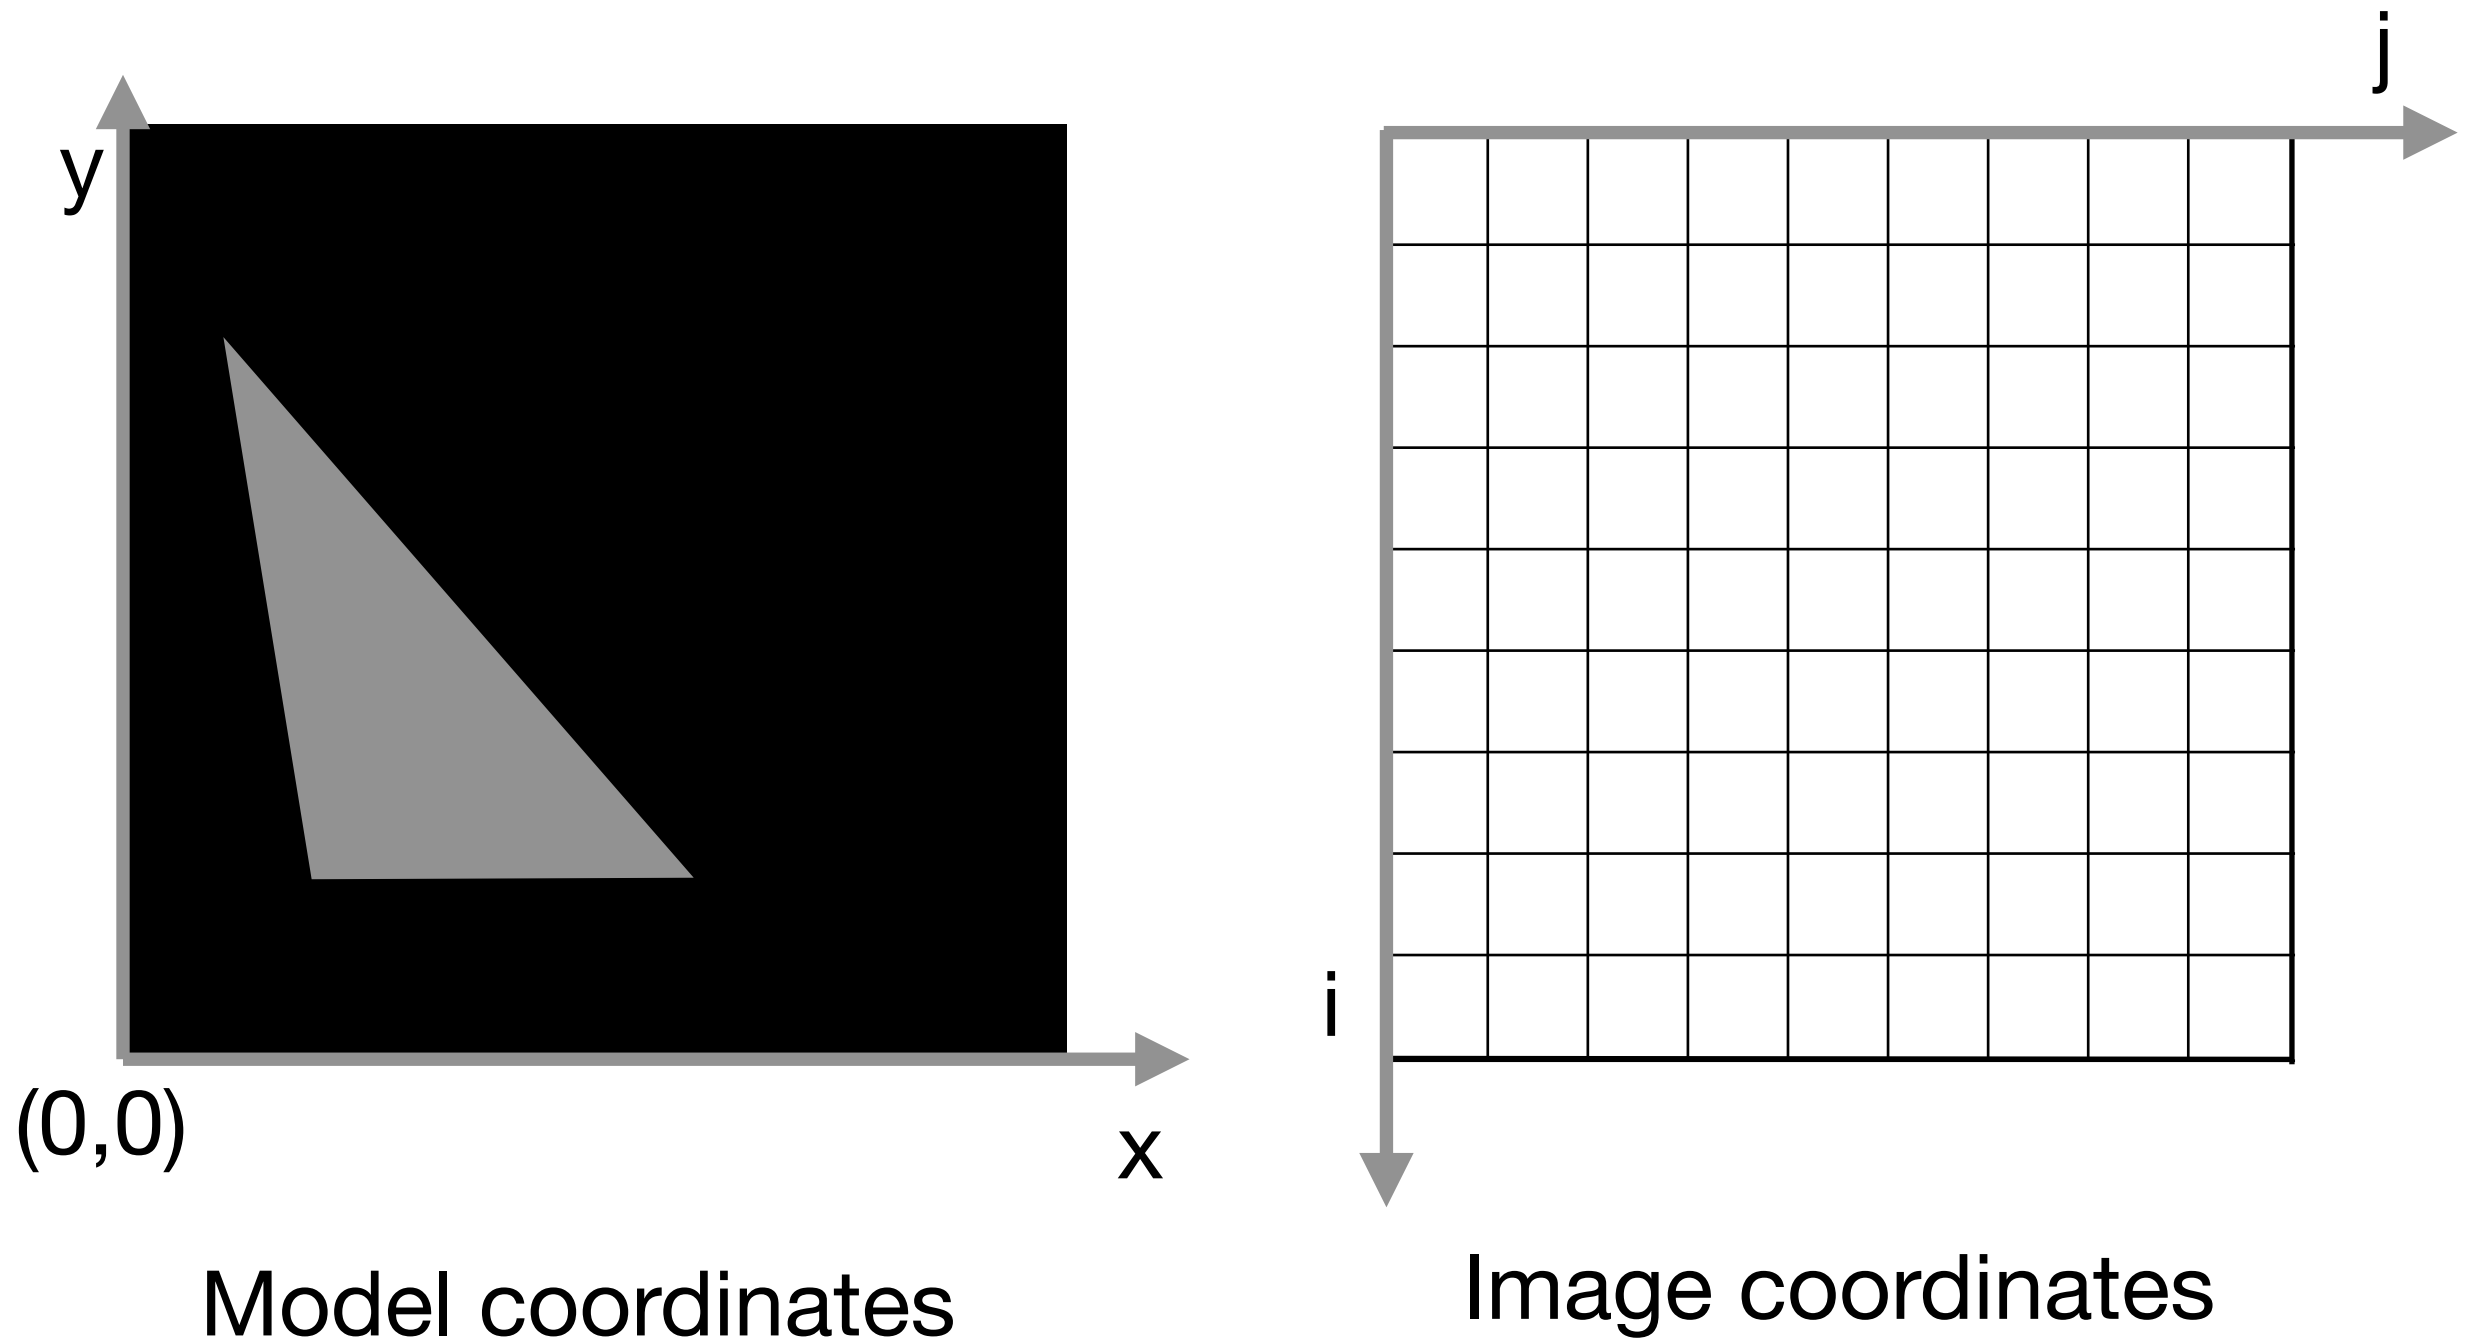 j
y
i
(0,0)
x
Model coordinates
Image coordinates